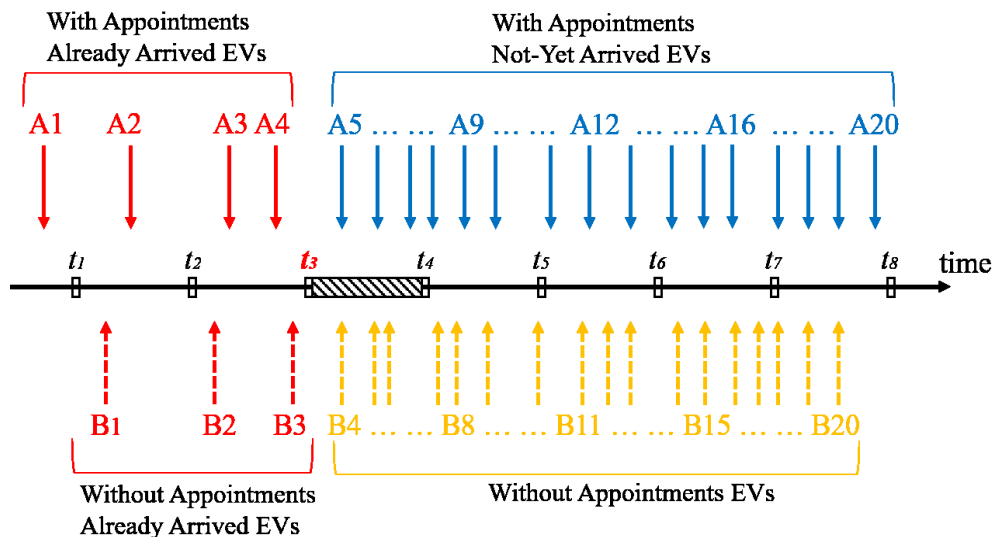 With Appointments
Already Arrived EVs
With Appointments
Not-Yet Arrived EVs
A1 A2 A3 A4 A5 ... ... A9 ... ... A12 ... ... A16 ... ... A20
t1 t2 t3 t4 t5 t6 t7 t8 time
B1 B2 B3 B4 ... ... B8 ... ... B11 ... ... B15 ... ... B20
Without Appointments
Already Arrived EVs
Without Appointments EVs